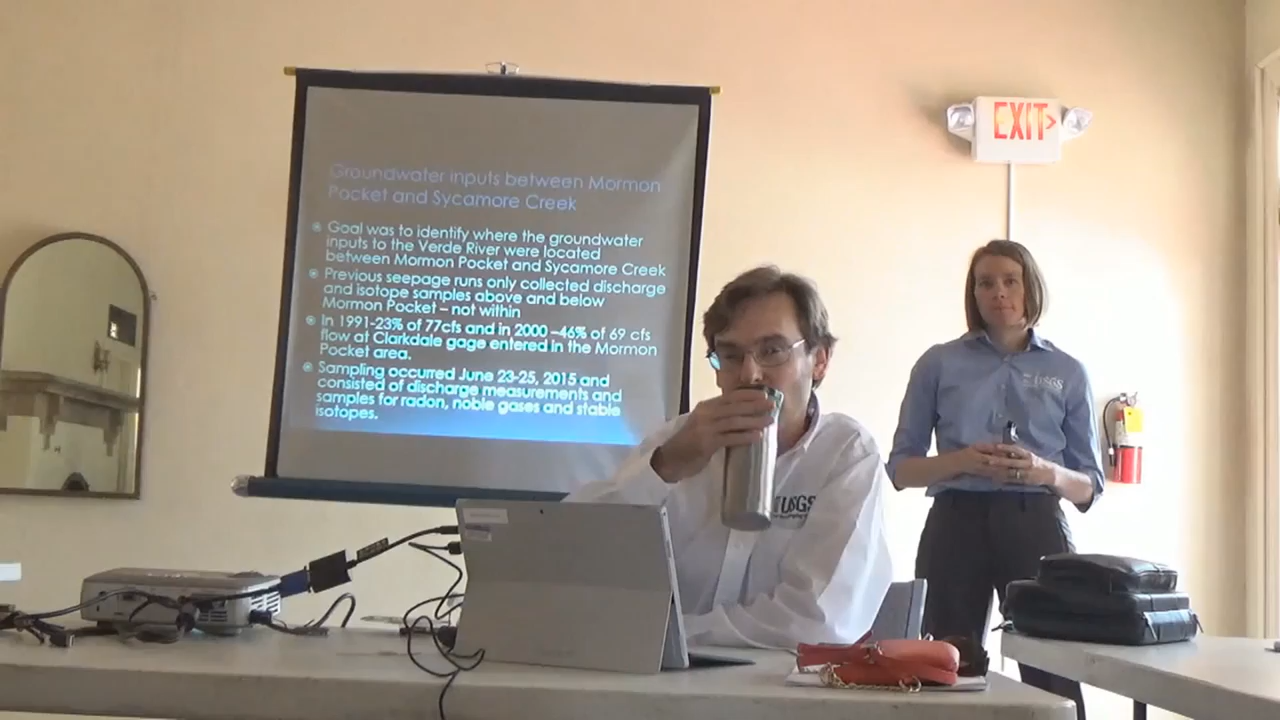 Groundwater inputs between Mormon
Pocket and Sycamore Creek
Goal was to identify where the groundwater
inputs to the Verde River were located
between Mormon Pocket and Sycamore Creek
Previous seepage runs only collected discharge
and isotope samples above and below
Mormon Pocket – not within
In 1991-23% of 77cfs and in 2000 –46% of 69 cfs
flow at Clarkdale gage entered in the Mormon
Pocket area.
Sampling occurred June 23-25, 2015 and
consisted of discharge measurements and
samples for radon, noble gases and stable
isotopes.
EXIT>
USGS
USGS